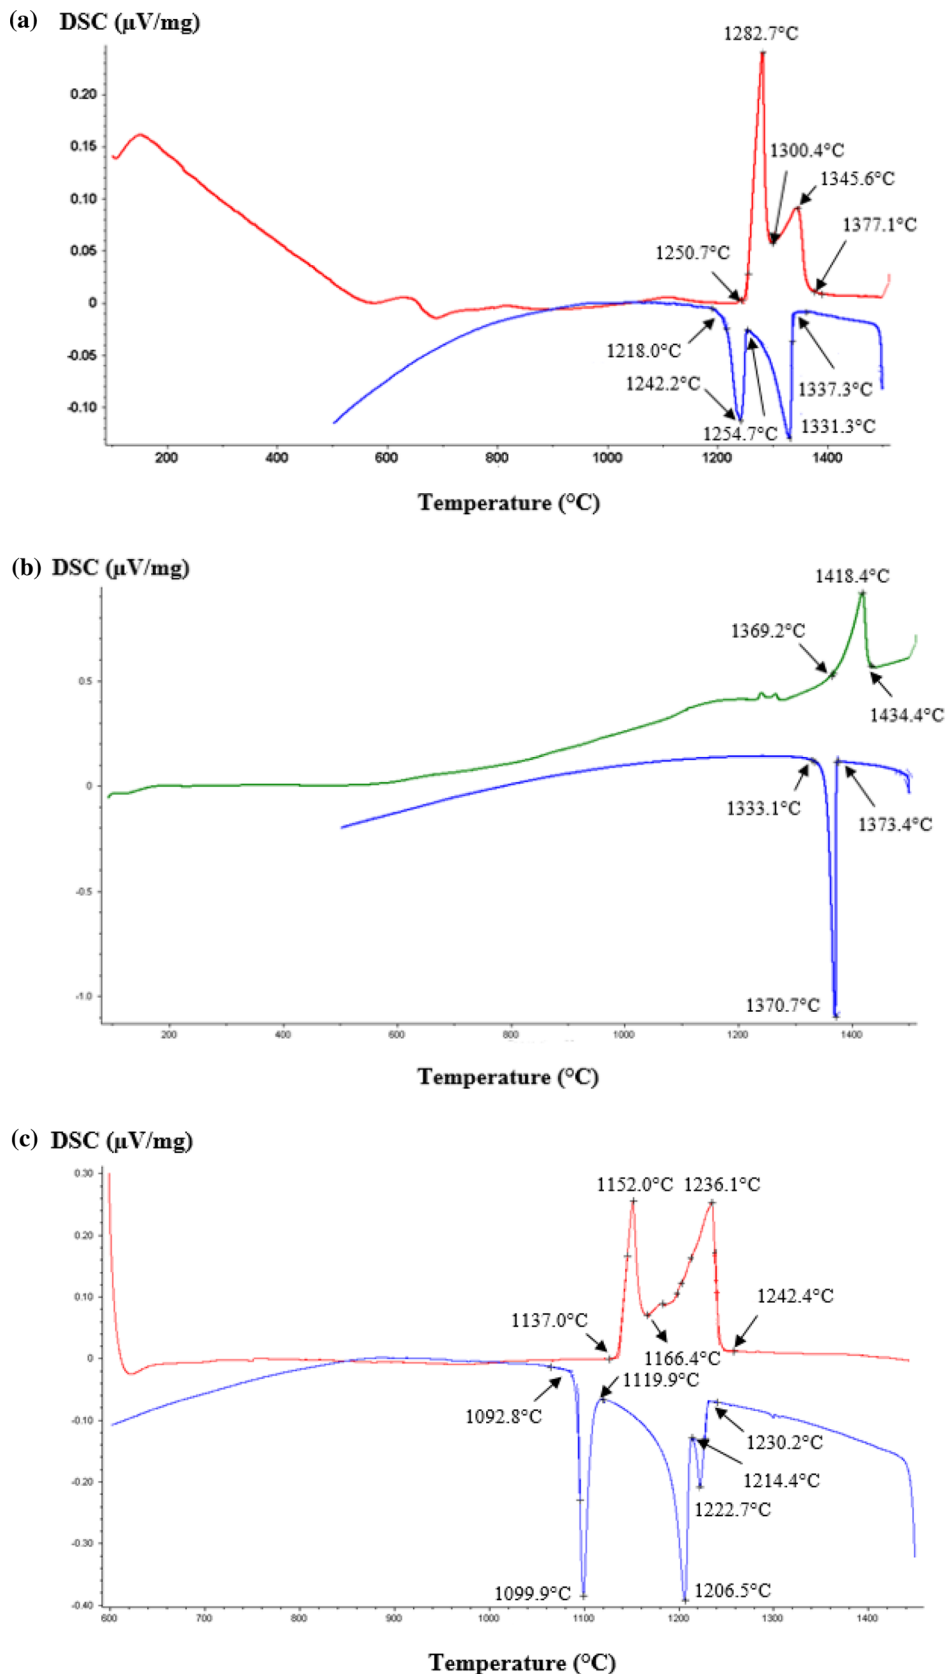 (a) DSC (µV/mg)
1282.7°C
0.20
0.15
1300.4°C
1345.6°C
0.10
1377.1°C
1250.7°C
0.05
0
1218.0°C
-0.05
1242.2°C
1337.3°C
-0.10
1254.7°C
1331.3°C
200 400 600 800 1000 1200 1400
Temperature (°C)
(b) DSC (µV/mg)
1418.4°C
1369.2°C
0.5
1434.4°C
0
1333.1°C
1373.4°C
-0.5
-1.0
1370.7°C
200 400 600 800 1000 1200 1400
Temperature (°C)
(c) DSC (µV/mg)
0.30
1152.0°C 1236.1°C
0.20
0.10
1242.4°C
1137.0°C
0
1166.4°C
1119.9°C
1092.8°C
-0.10
1230.2°C
1214.4°C
-0.20
1222.7°C
-0.30
1099.9°C
1206.5°C
-0.40
600 700 800 900 1000 1100 1200 1300 1400
Temperature (°C)